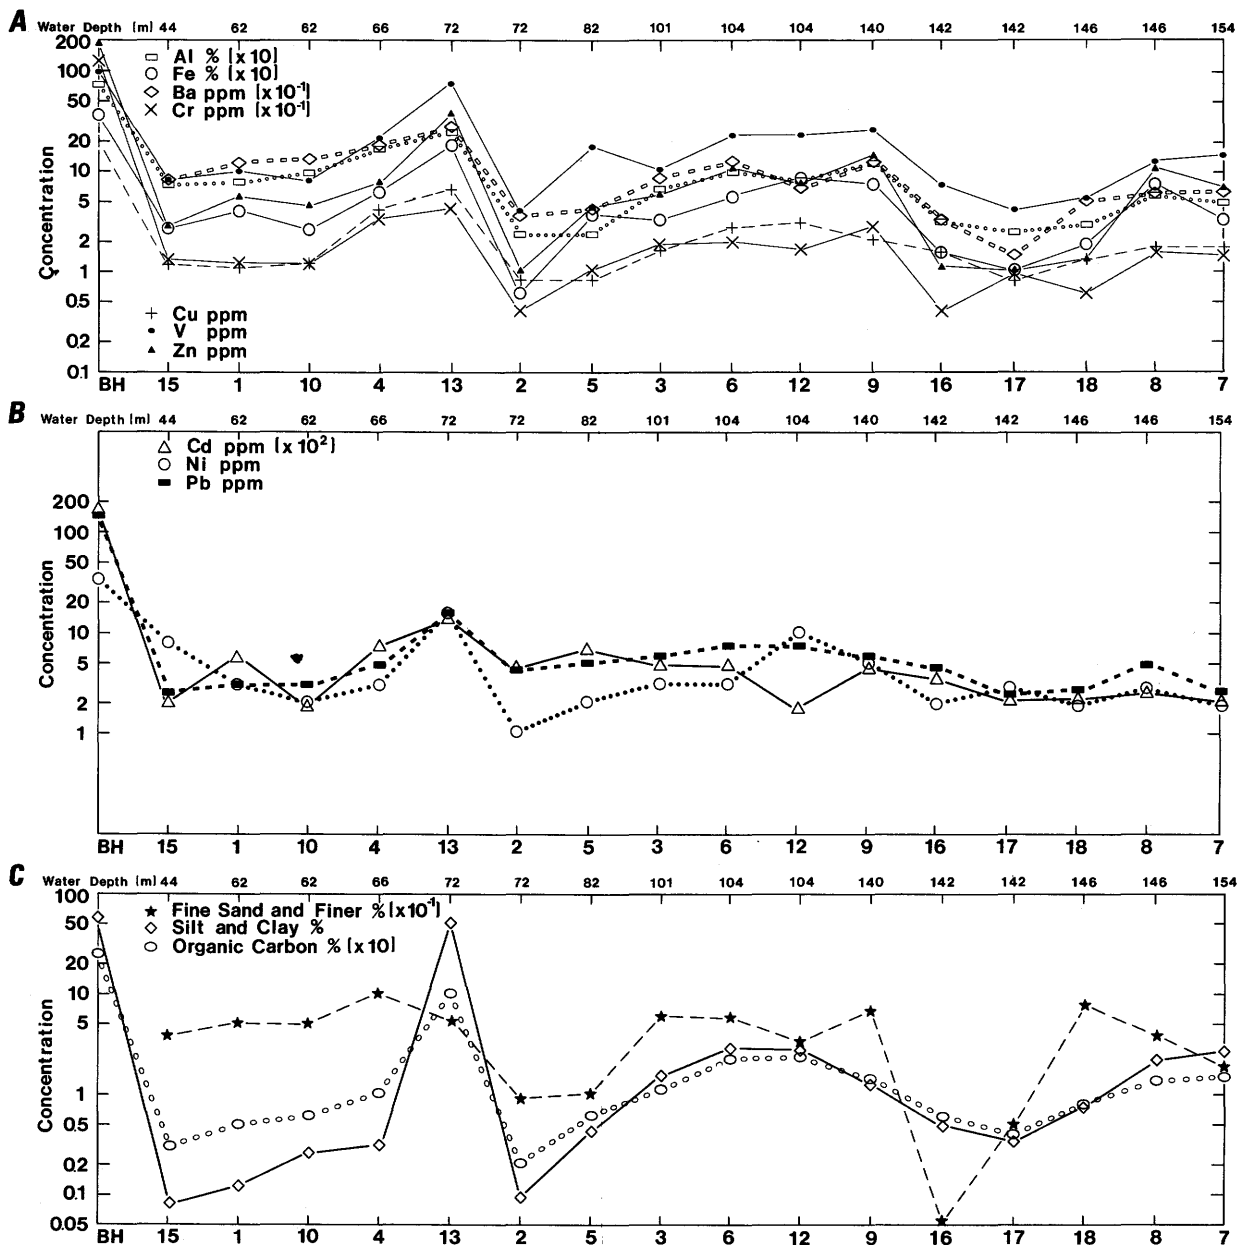 A Water Depth (m) 44 62 62 66 72 72 82 101 104 104 140 142 142 146 146 154
200
100
50
20
10
5
2
1
0.5
02
01
Concentration
Al % (x 10)
Fe % (x 10)
Ba ppm (x 10⁻¹)
Cr ppm (x 10⁻¹)
Cu ppm
V ppm
Zn ppm
BH 15 1 10 4 13 2 5 3 6 12 9 16 17 18 8 7
B Water Depth (m) 44 62 62 66 72 72 82 101 104 104 140 142 142 146 146 154
Cd ppm (x 10²)
Ni ppm
Pb ppm
200
100
50
20
10
5
2
1
Concentration
BH 15 1 10 4 13 2 5 3 6 12 9 16 17 18 8 7
C Water Depth (m) 44 62 62 66 72 72 82 101 104 104 140 142 142 146 146 154
100
50
20
10
5
1
0.5
0.2
0.1
0.05
Concentration
Fine Sand and Finer % (x10⁻¹)
Silt and Clay %
Organic Carbon % (x 10)
BH 15 1 10 4 13 2 5 3 6 12 9 16 17 18 8 7